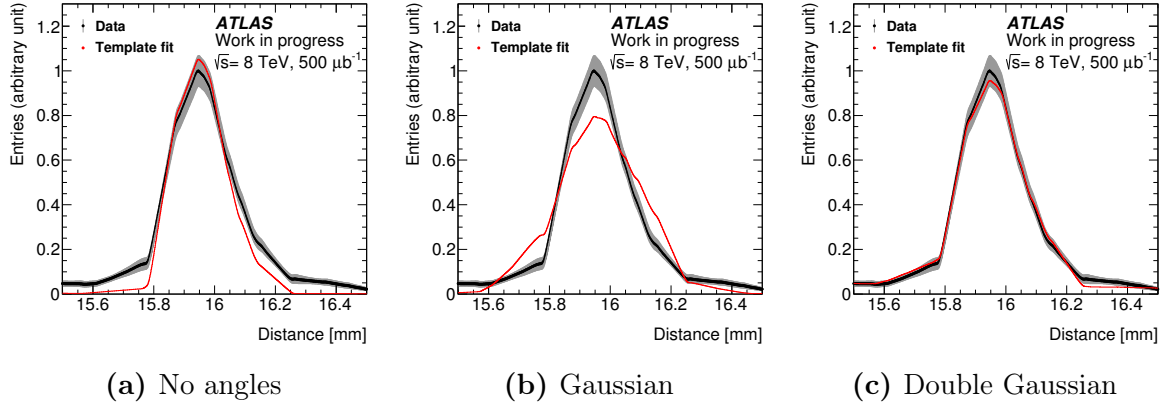 Entries (arbitrary unit)
1.2
1
0.8
0.6
0.4
0.2
0
Data
Template fit
ATLAS
Work in progress
√s= 8 TeV, 500 μb⁻¹
15.6 15.8 16 16.2 16.4
Distance [mm]
(a) No angles
Entries (arbitrary unit)
1.2
1
0.8
0.6
0.4
0.2
0
Data
Template fit
ATLAS
Work in progress
√s= 8 TeV, 500 μb⁻¹
15.6 15.8 16 16.2 16.4
Distance [mm]
(b) Gaussian
Entries (arbitrary unit)
1.2
1
0.8
0.6
0.4
0.2
0
Data
Template fit
ATLAS
Work in progress
√s= 8 TeV, 500 μb⁻¹
15.6 15.8 16 16.2 16.4
Distance [mm]
(c) Double Gaussian